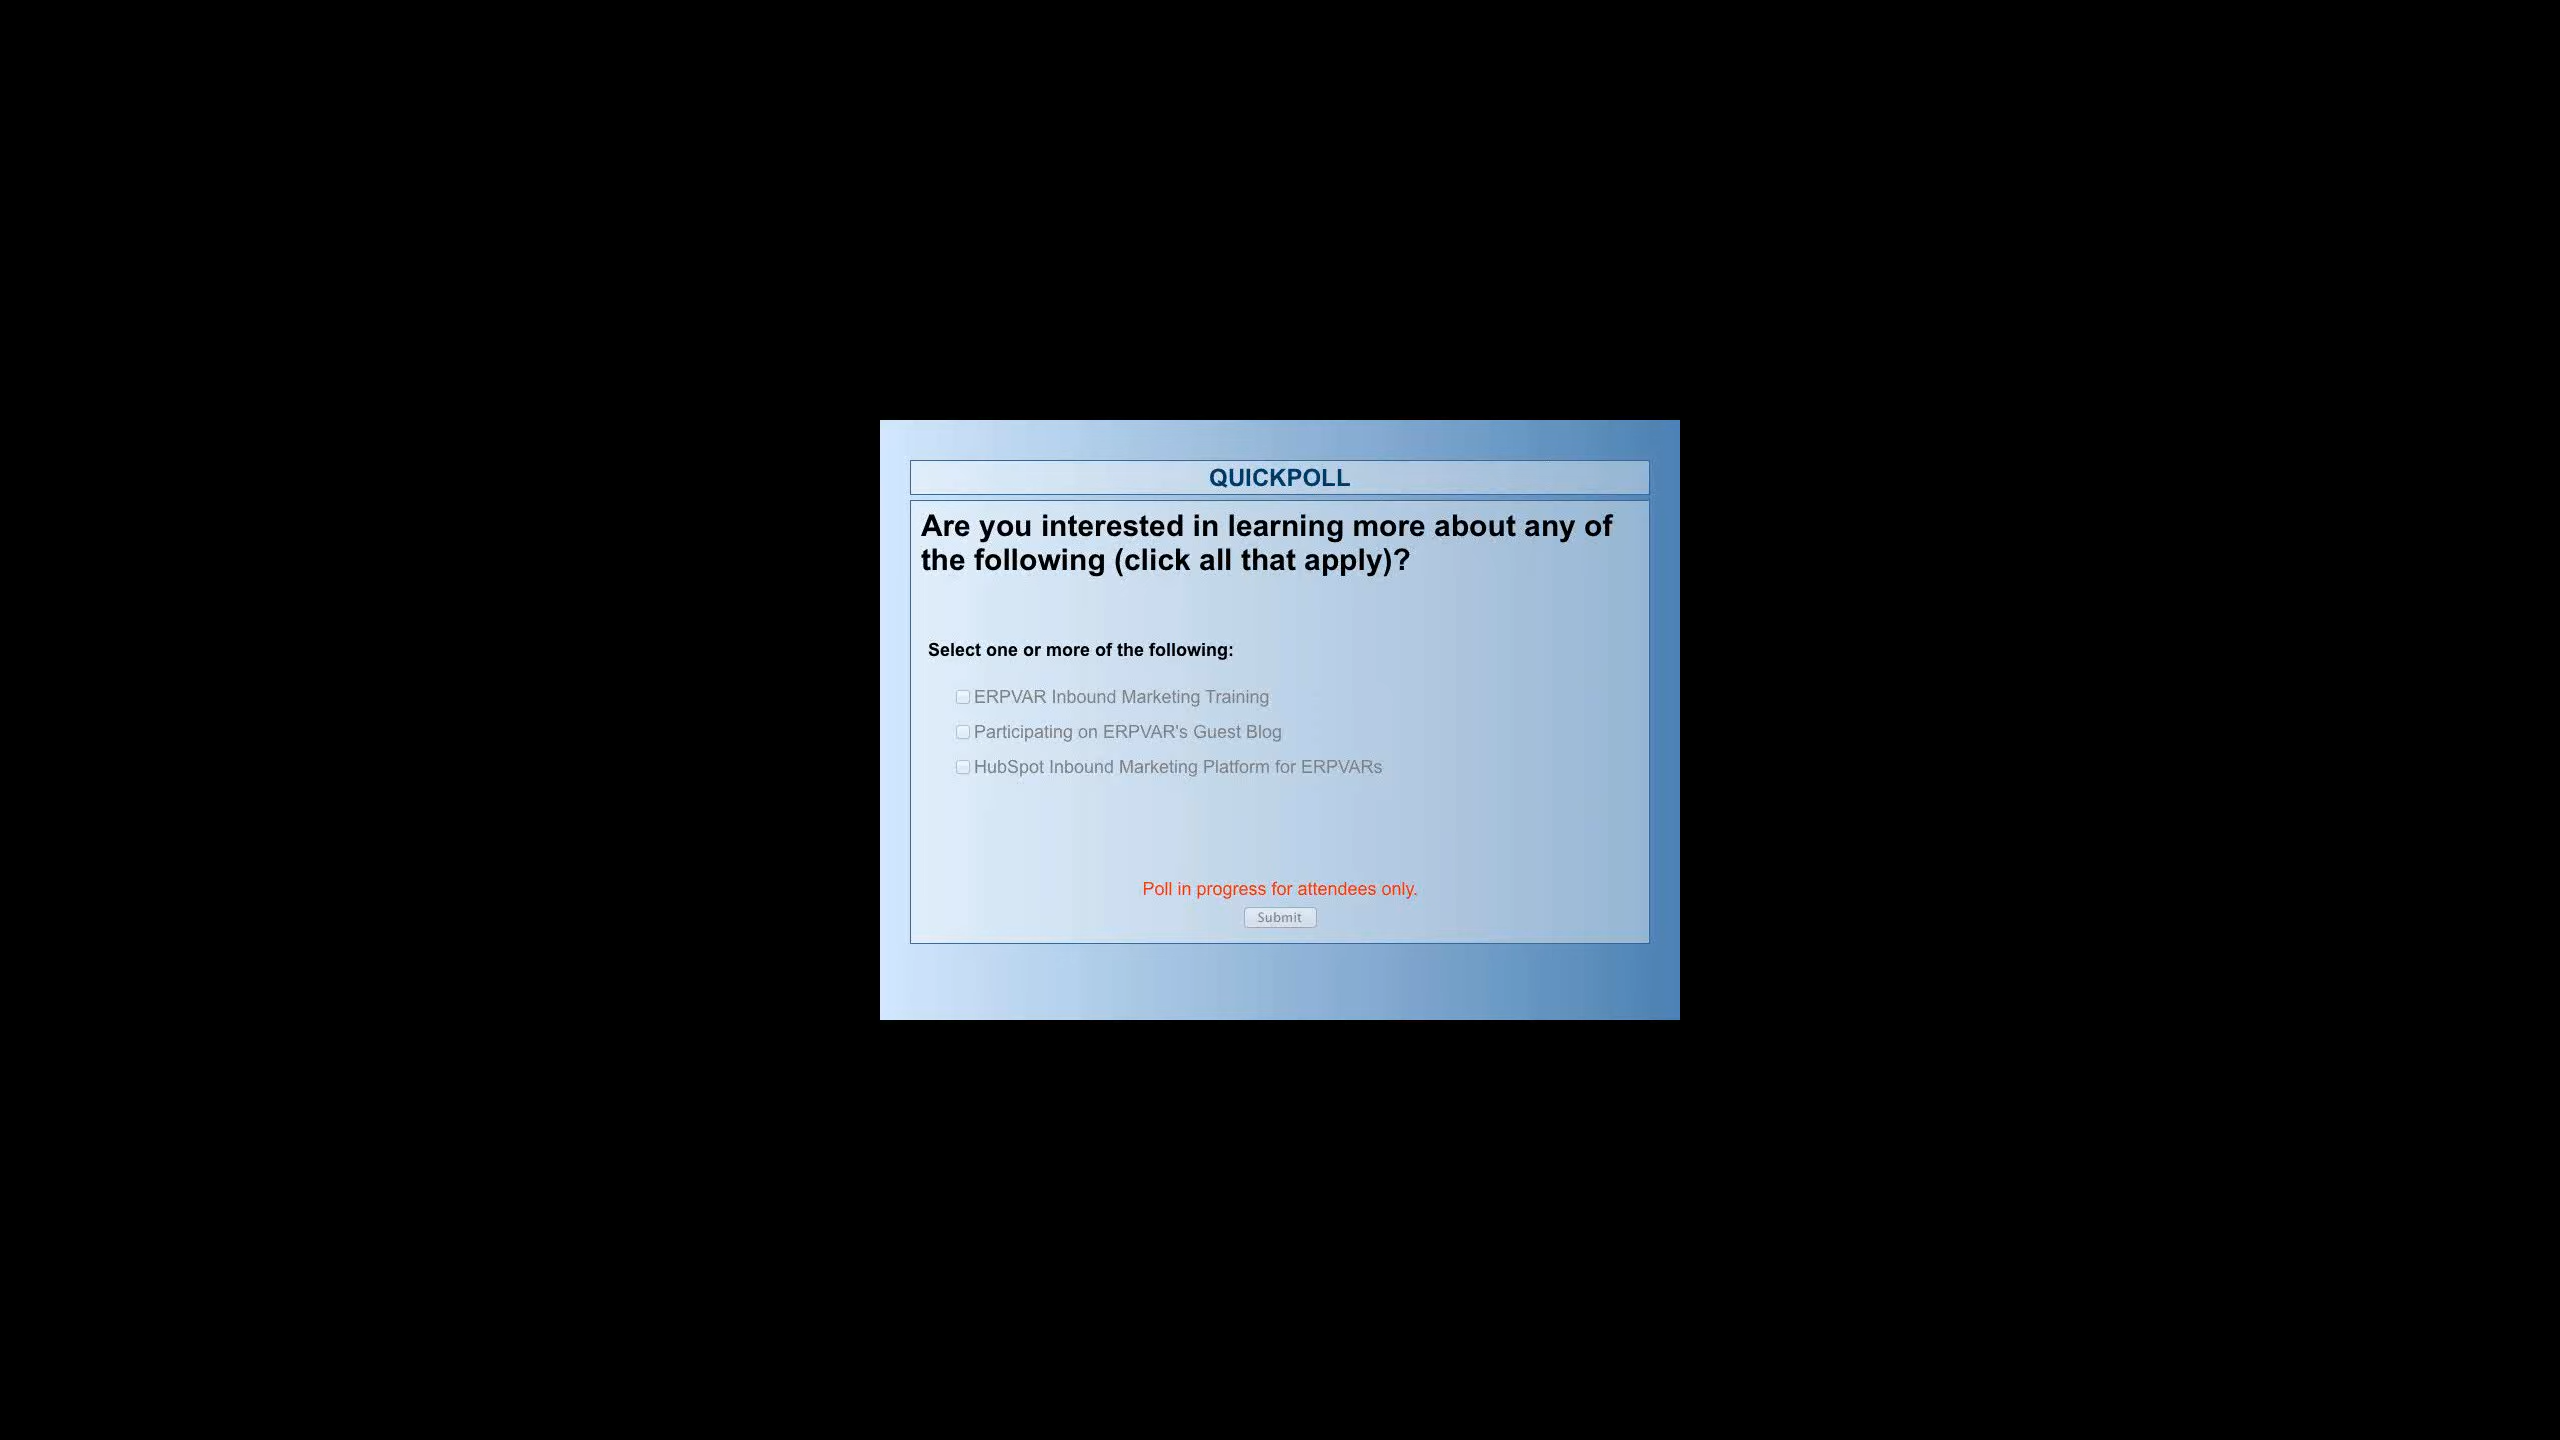 QUICKPOLL
Are you interested in learning more about any of
the following (click all that apply)?
Select one or more of the following:
ERPVAR Inbound Marketing Training
Participating on ERPVAR's Guest Blog
HubSpot Inbound Marketing Platform for ERPVARs
Poll in progress for attendees only.
Submit